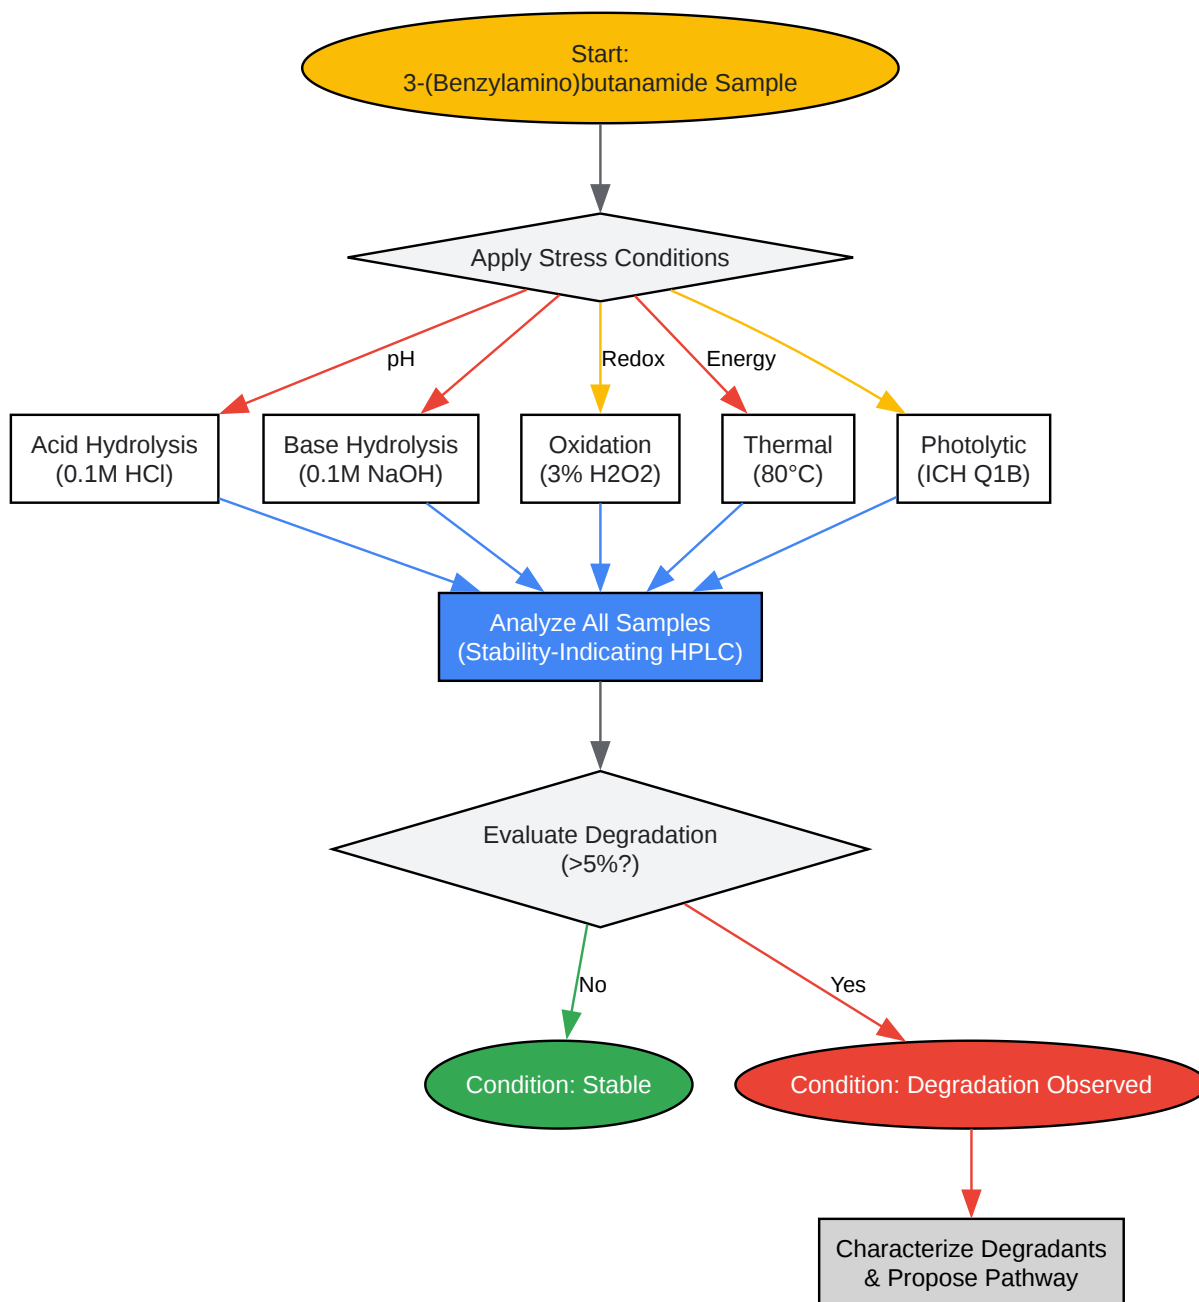 Start:
3-(Benzylamino)butanamide Sample
Apply Stress Conditions
pH
Redox
Energy
Acid Hydrolysis
(0.1M HCl)
Base Hydrolysis
(0.1M NaOH)
Oxidation
(3% H2O2)
Thermal
(80°C)
Photolytic
(ICH Q1B)
Analyze All Samples
(Stability-Indicating HPLC)
Evaluate Degradation
(>5%?)
No
Yes
Condition: Stable
Condition: Degradation Observed
Characterize Degradants
& Propose Pathway